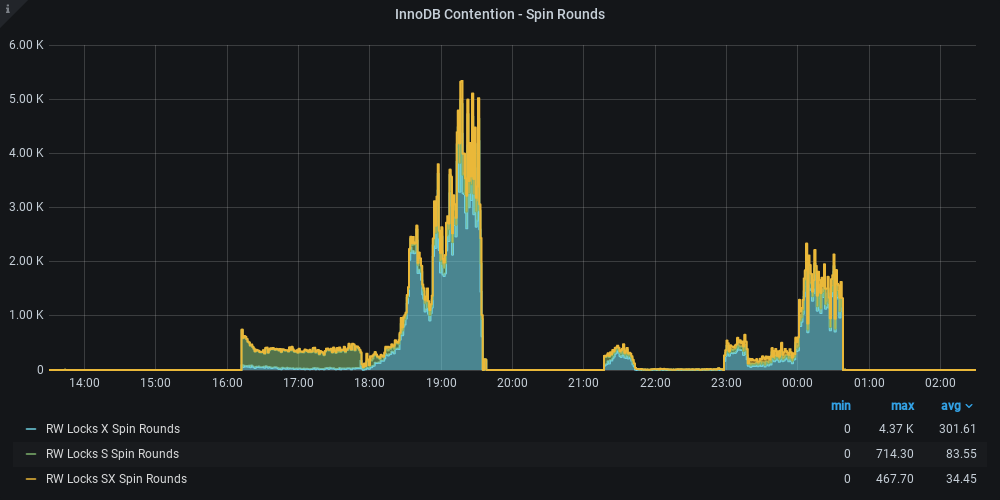 i
InnoDB Contention - Spin Rounds
6.00 K
5.00 K
4.00 K
3.00 K
2.00 K
1.00 K
0
14:00 15:00 16:00 17:00 18:00 19:00 20:00 21:00 22:00 23:00 00:00 01:00 02:00
min max avg
RW Locks X Spin Rounds 0 4.37 K 301.61
RW Locks S Spin Rounds 0 714.30 83.55
RW Locks SX Spin Rounds 0 467.70 34.45